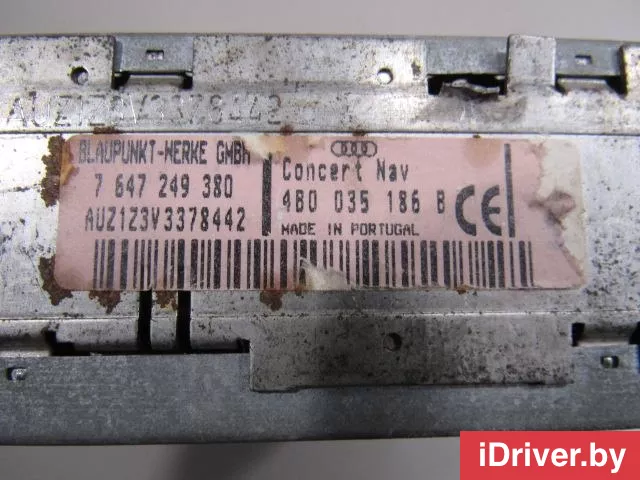 AUZ1Z3V3378442
BLAUPUNKT-WERKE GMBH
7 647 249 380
AUZ1Z3V3378442
Concert Nav
4B0 035 186 B
MADE IN PORTUGAL
CE
iDriver.by